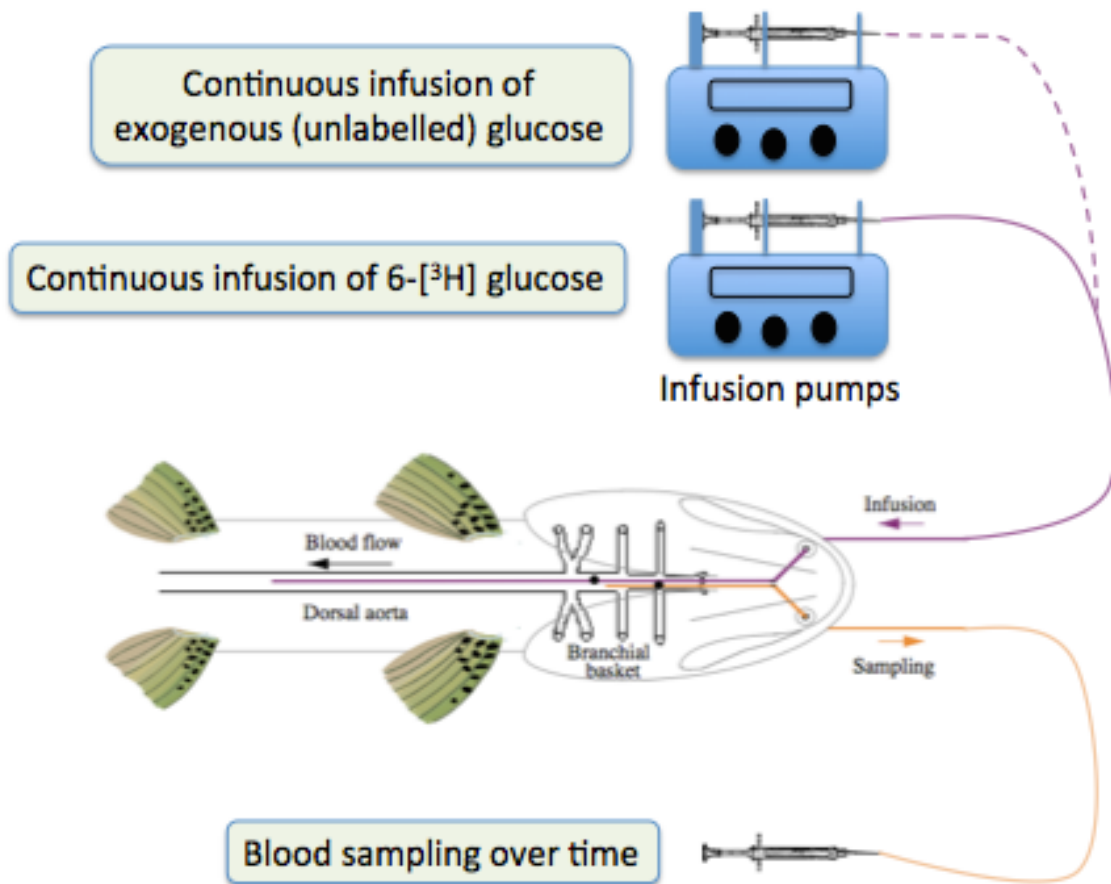 Continuous infusion of
exogenous (unlabelled) glucose
Continuous infusion of 6-[³H] glucose
Infusion pumps
Infusion
Blood flow
Dorsal aorta
Branchial
basket
Sampling
Blood sampling over time